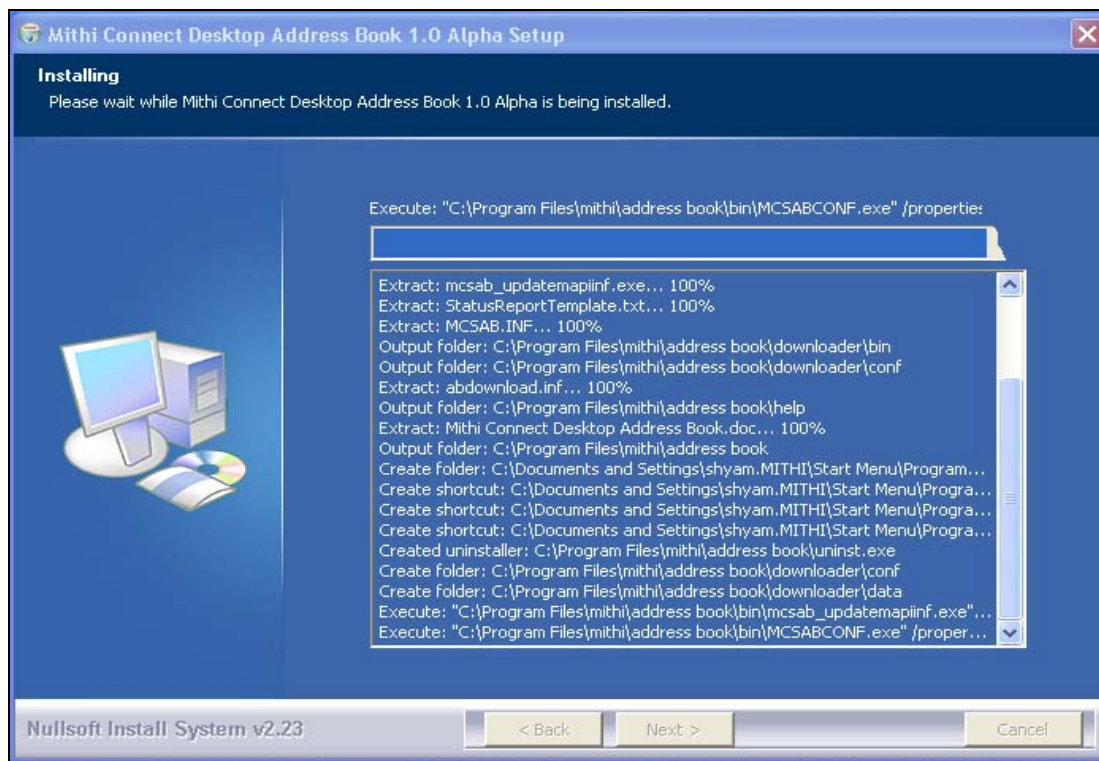 Mithi Connect Desktop Address Book 1.0 Alpha Setup
Installing
Please wait while Mithi Connect Desktop Address Book 1.0 Alpha is being installed.
Execute: "C:\Program Files\mithi\address book\bin\MCSABCONF.exe" /properties
Extract: mcsab_updatemapiinf.exe... 100%
Extract: StatusReportTemplate.txt... 100%
Extract: MCSAB.INF... 100%
Output folder: C:\Program Files\mithi\address book\downloader\bin
Output folder: C:\Program Files\mithi\address book\downloader\conf
Extract: abdownload.inf... 100%
Output folder: C:\Program Files\mithi\address book\help
Extract: Mithi Connect Desktop Address Book.doc... 100%
Output folder: C:\Program Files\mithi\address book
Create folder: C:\Documents and Settings\shyam.MITHI\Start Menu\Program...
Create shortcut: C:\Documents and Settings\shyam.MITHI\Start Menu\Progra...
Create shortcut: C:\Documents and Settings\shyam.MITHI\Start Menu\Progra...
Create shortcut: C:\Documents and Settings\shyam.MITHI\Start Menu\Progra...
Created uninstaller: C:\Program Files\mithi\address book\uninst.exe
Create folder: C:\Program Files\mithi\address book\downloader\conf
Create folder: C:\Program Files\mithi\address book\downloader\data
Execute: "C:\Program Files\mithi\address book\bin\mcsab_updatemapiinf.exe"...
Execute: "C:\Program Files\mithi\address book\bin\MCSABCONF.exe" /proper...
Nullsoft Install System v2.23
< Back
Next >
Cancel